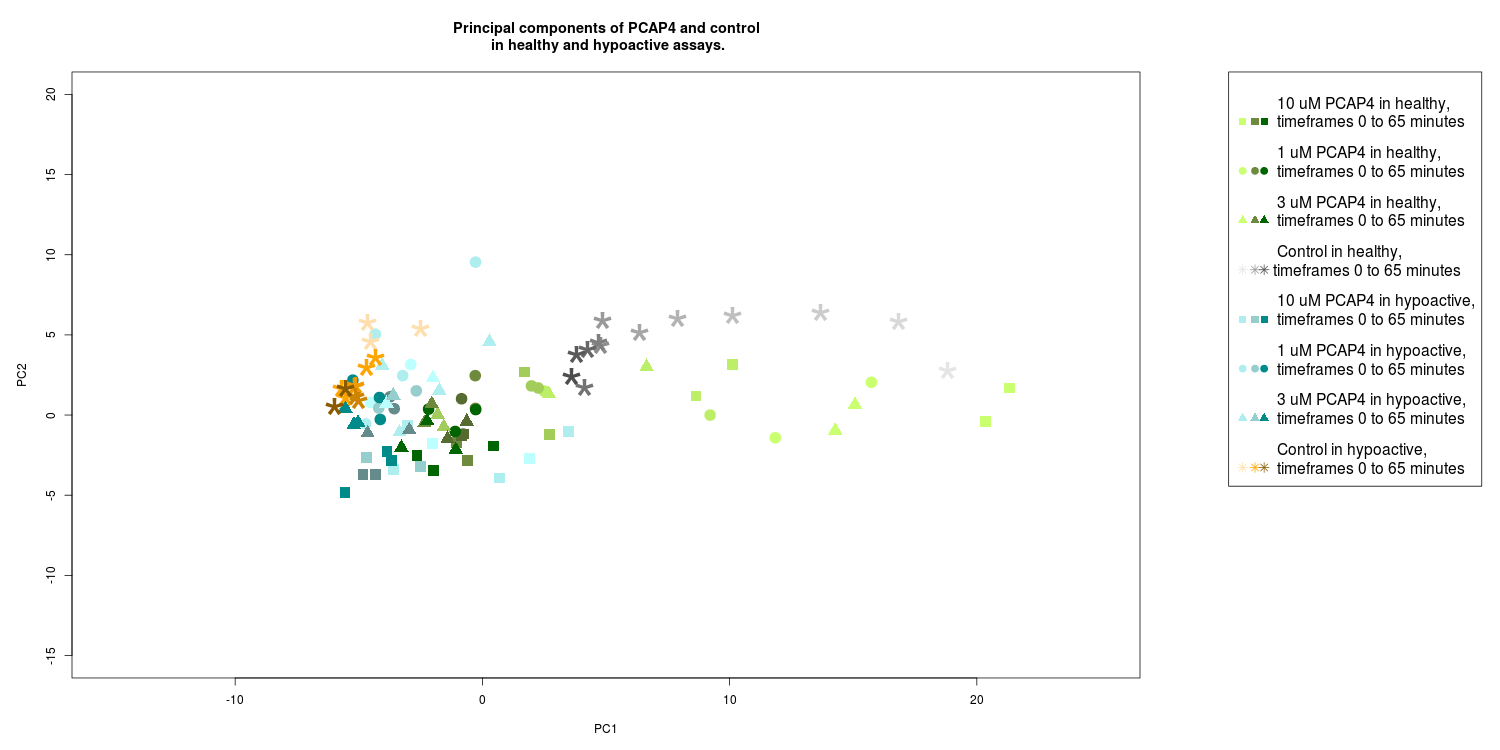 Principal components of PCAP4 and control
in healthy and hypoactive assays.
20
15
10
5
0
-5
-10
-15
PC2
-10
0
10
20
PC1
10 uM PCAP4 in healthy,
timeframes 0 to 65 minutes
1 uM PCAP4 in healthy,
timeframes 0 to 65 minutes
3 uM PCAP4 in healthy,
timeframes 0 to 65 minutes
Control in healthy,
timeframes 0 to 65 minutes
10 uM PCAP4 in hypoactive,
timeframes 0 to 65 minutes
1 uM PCAP4 in hypoactive,
timeframes 0 to 65 minutes
3 uM PCAP4 in hypoactive,
timeframes 0 to 65 minutes
Control in hypoactive,
timeframes 0 to 65 minutes